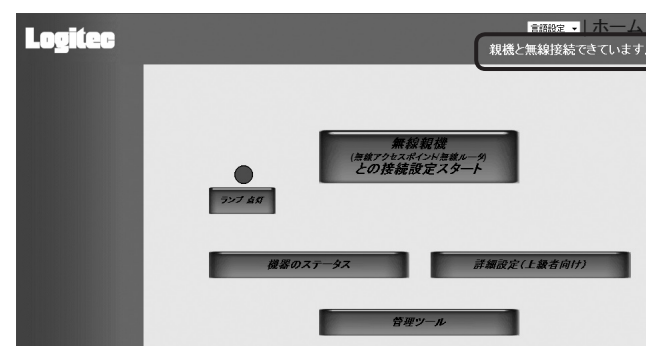 Logitec
言語設定 | ホーム
親機と無線接続できています。
無線親機
(無線アクセスポイント/無線ルータ)
との接続設定スタート
ランプ 点灯
機器のステータス
詳細設定(上級者向け)
管理ツール